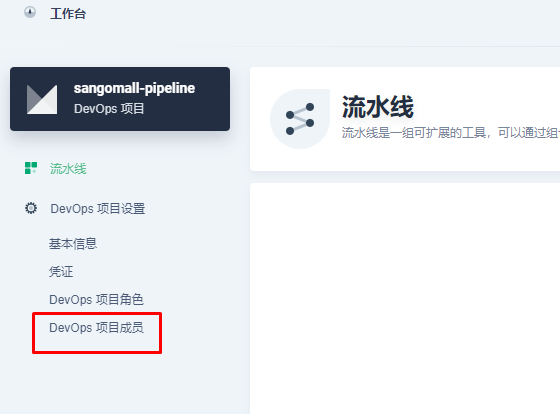 工作台
sangomall-pipeline
DevOps 项目
流水线
DevOps 项目设置
基本信息
凭证
DevOps 项目角色
DevOps 项目成员
流水线
流水线是一组可扩展的工具，可以通过组